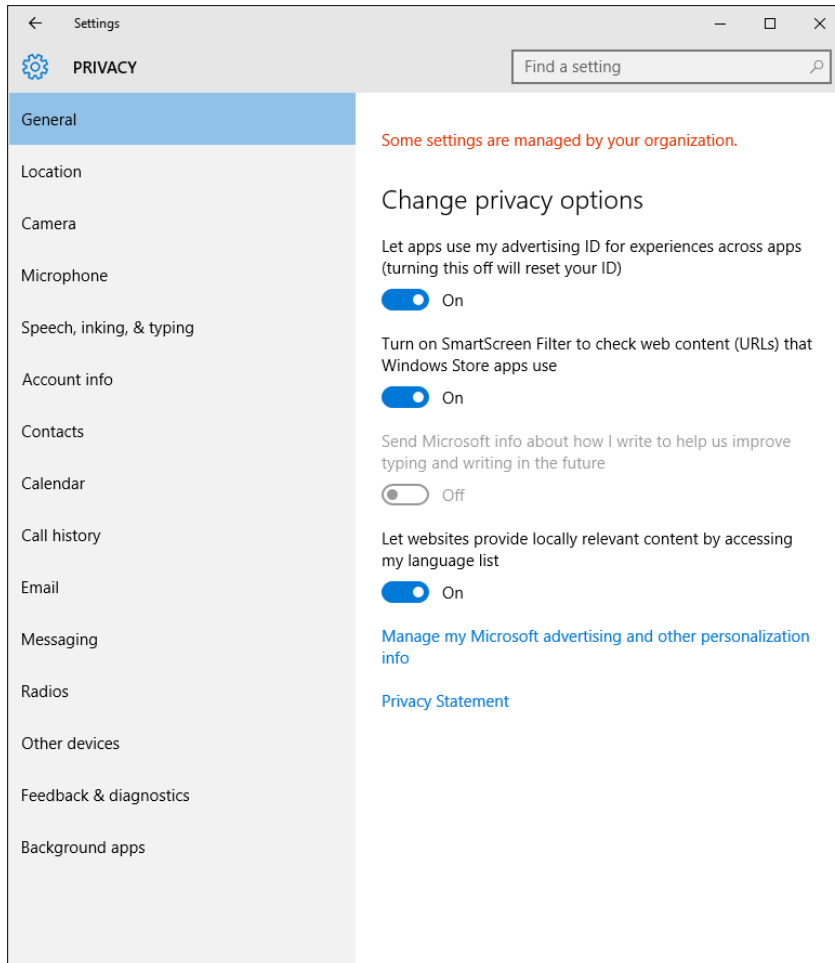 Settings
PRIVACY
Find a setting
General
Location
Camera
Microphone
Speech, inking, & typing
Account info
Contacts
Calendar
Call history
Email
Messaging
Radios
Other devices
Feedback & diagnostics
Background apps
Some settings are managed by your organization.
Change privacy options
Let apps use my advertising ID for experiences across apps
(turning this off will reset your ID)
On
Turn on SmartScreen Filter to check web content (URLs) that
Windows Store apps use
On
Send Microsoft info about how I write to help us improve
typing and writing in the future
Off
Let websites provide locally relevant content by accessing
my language list
On
Manage my Microsoft advertising and other personalization
info
Privacy Statement